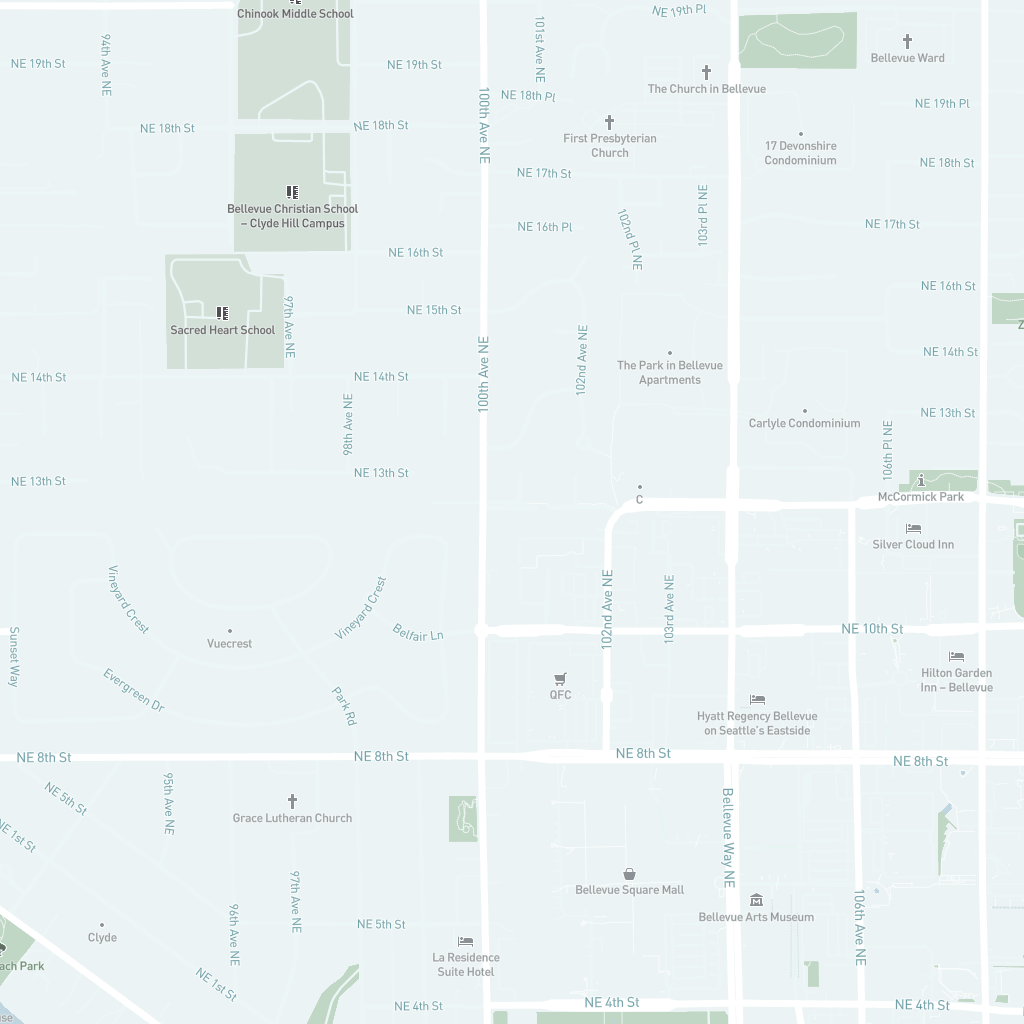 Chinook Middle School
101st Ave NE
NE 19th Pl
94th Ave NE
NE 19th St
NE 19th St
Bellevue Ward
The Church in Bellevue
NE 18th Pl
NE 19th Pl
100th Ave NE
NE 18th St
NE 18th St
First Presbyterian
Church
17 Devonshire
Condominium
NE 17th St
NE 18th St
Bellevue Christian School
– Clyde Hill Campus
103rd Pl NE
NE 16th Pl
102nd Pl NE
NE 17th St
NE 16th St
NE 16th St
NE 15th St
97th Ave NE
Sacred Heart School
Z
100th Ave NE
102nd Ave NE
NE 14th St
The Park in Bellevue
Apartments
NE 14th St
NE 14th St
98th Ave NE
NE 13th St
Carlyle Condominium
106th Pl NE
NE 13th St
NE 13th St
C
McCormick Park
Silver Cloud Inn
Vineyard Crest
Vineyard Crest
102nd Ave NE
103rd Ave NE
Belfair Ln
NE 10th St
Sunset Way
Vuecrest
Evergreen Dr
Park Rd
QFC
Hilton Garden
Inn – Bellevue
Hyatt Regency Bellevue
on Seattle's Eastside
NE 8th St
NE 8th St
NE 8th St
NE 8th St
NE 5th St
95th Ave NE
Grace Lutheran Church
NE 1st St
Bellevue Way NE
Bellevue Square Mall
97th Ave NE
96th Ave NE
NE 5th St
Bellevue Arts Museum
106th Ave NE
Clyde
ach Park
La Residence
Suite Hotel
NE 1st St
NE 4th St
NE 4th St
NE 4th St
use